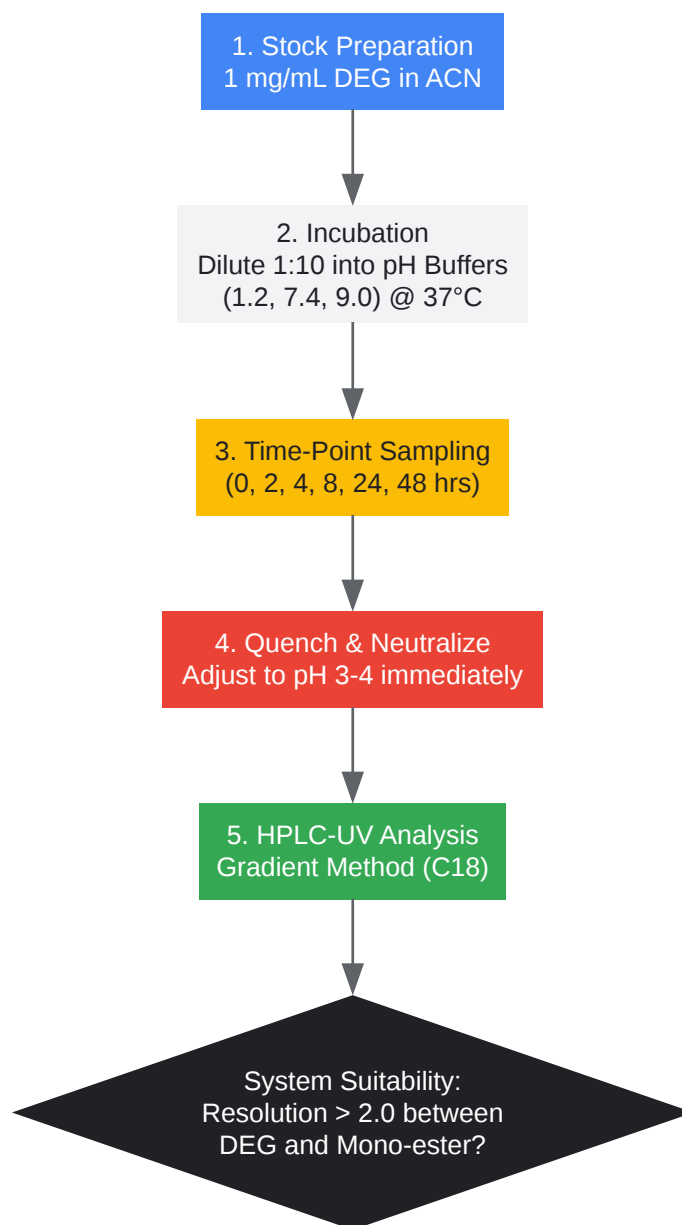 1. Stock Preparation
1 mg/mL DEG in ACN
2. Incubation
Dilute 1:10 into pH Buffers
(1.2, 7.4, 9.0) @ 37°C
3. Time-Point Sampling
(0, 2, 4, 8, 24, 48 hrs)
4. Quench & Neutralize
Adjust to pH 3-4 immediately
5. HPLC-UV Analysis
Gradient Method (C18)
System Suitability:
Resolution > 2.0 between
DEG and Mono-ester?